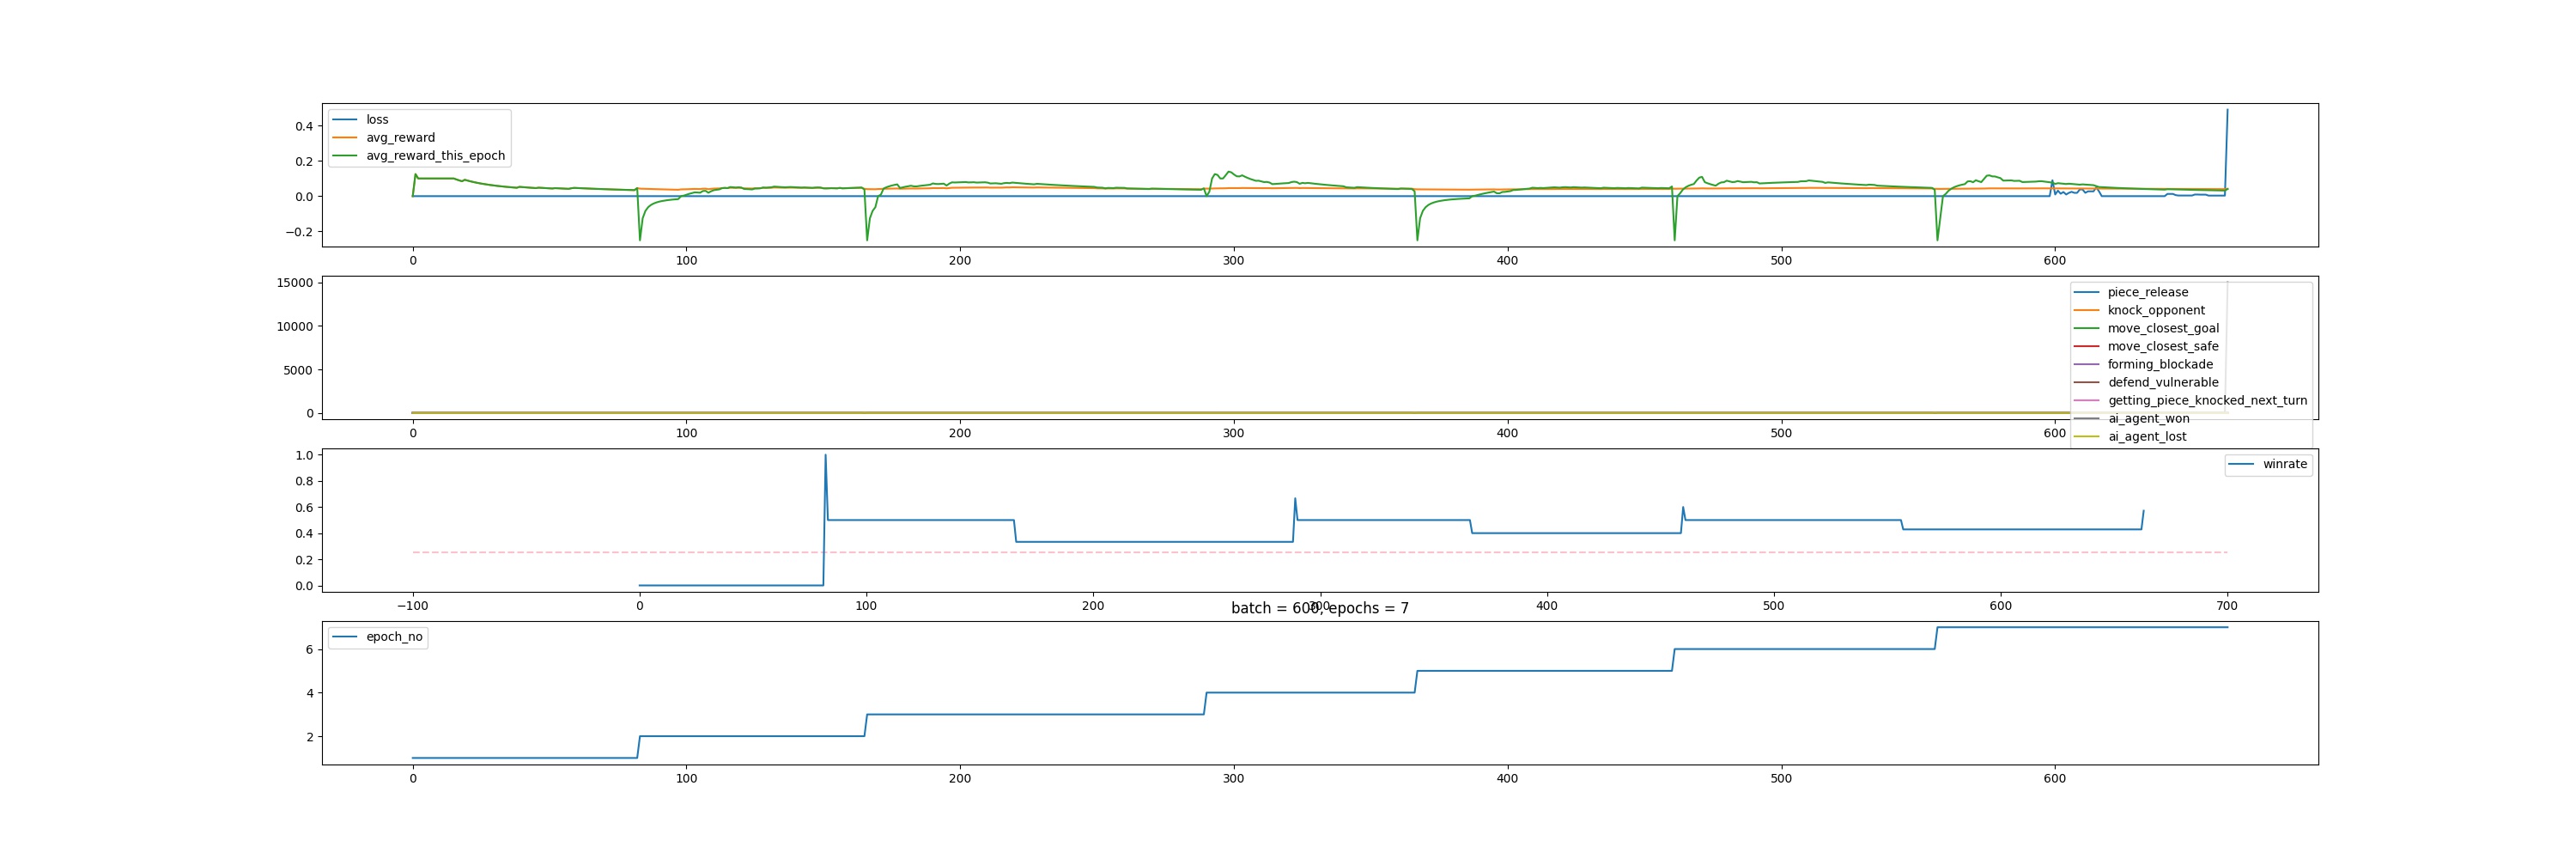 loss
avg_reward
avg_reward_this_epoch
0.4
0.2
0.0
−0.2
0 100 200 300 400 500 600
piece_release
knock_opponent
move_closest_goal
move_closest_safe
forming_blockade
defend_vulnerable
getting_piece_knocked_next_turn
ai_agent_won
ai_agent_lost
15000
10000
5000
0
0 100 200 300 400 500 600
winrate
1.0
0.8
0.6
0.4
0.2
0.0
−100 0 100 200 300 400 500 600 700
batch = 600, epochs = 7
epoch_no
6
4
2
0 100 200 300 400 500 600